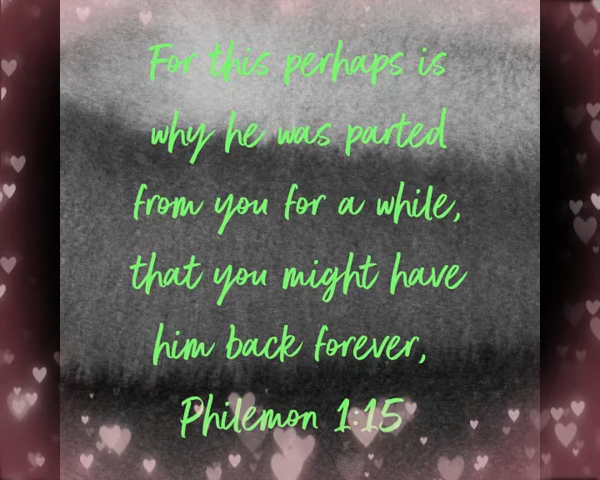 For this perhaps is
why he was parted
from you for a while,
that you might have
him back forever,
Philemon 1:15